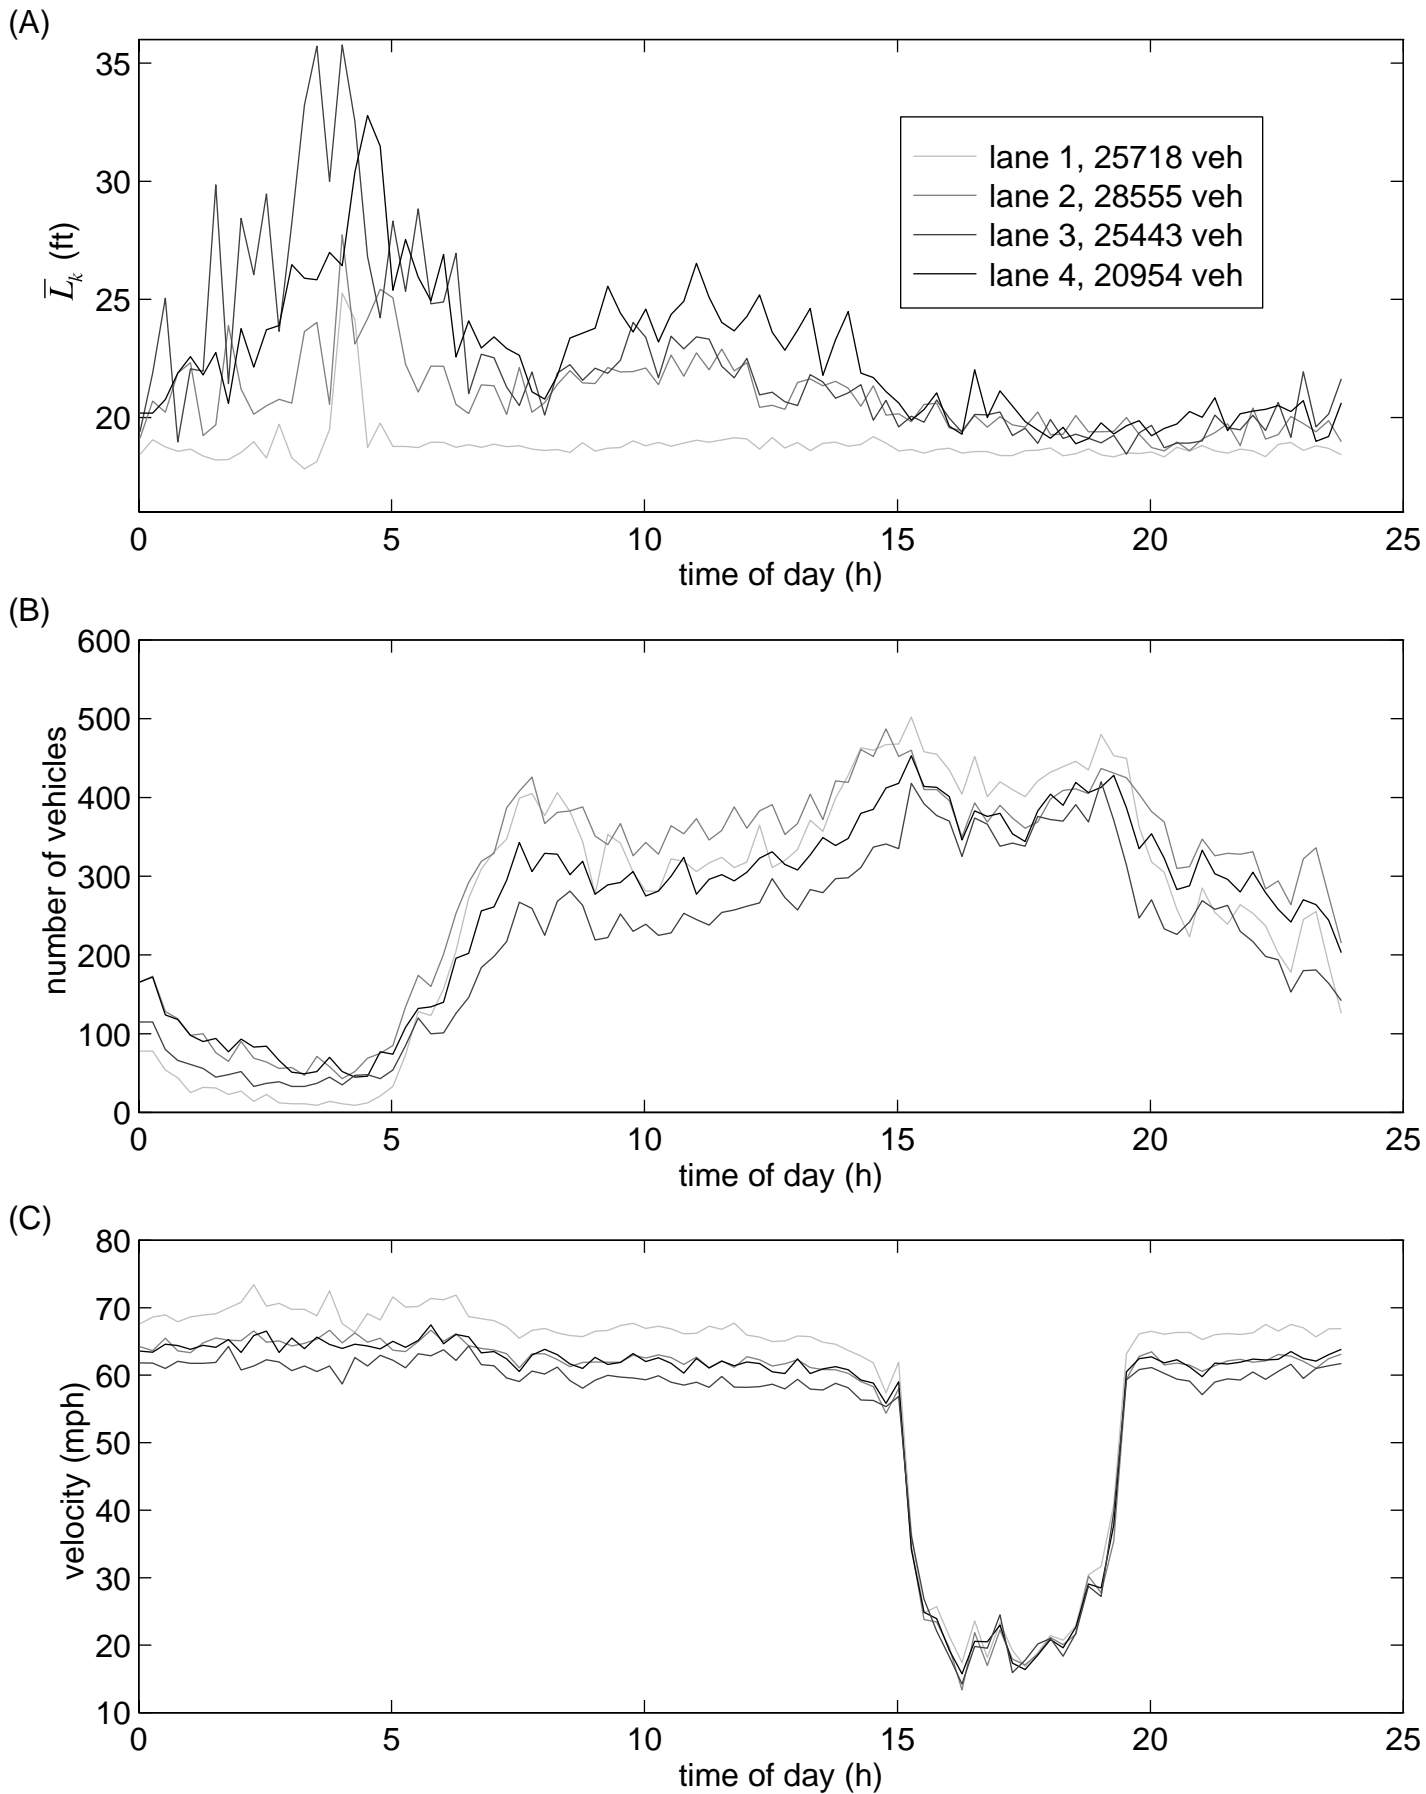 (A)
35
30
25
20
L̅k (ft)
lane 1, 25718 veh
lane 2, 28555 veh
lane 3, 25443 veh
lane 4, 20954 veh
0 5 10 15 20 25
time of day (h)
(B)
600
500
400
300
200
100
0
number of vehicles
0 5 10 15 20 25
time of day (h)
(C)
80
70
60
50
40
30
20
10
velocity (mph)
0 5 10 15 20 25
time of day (h)